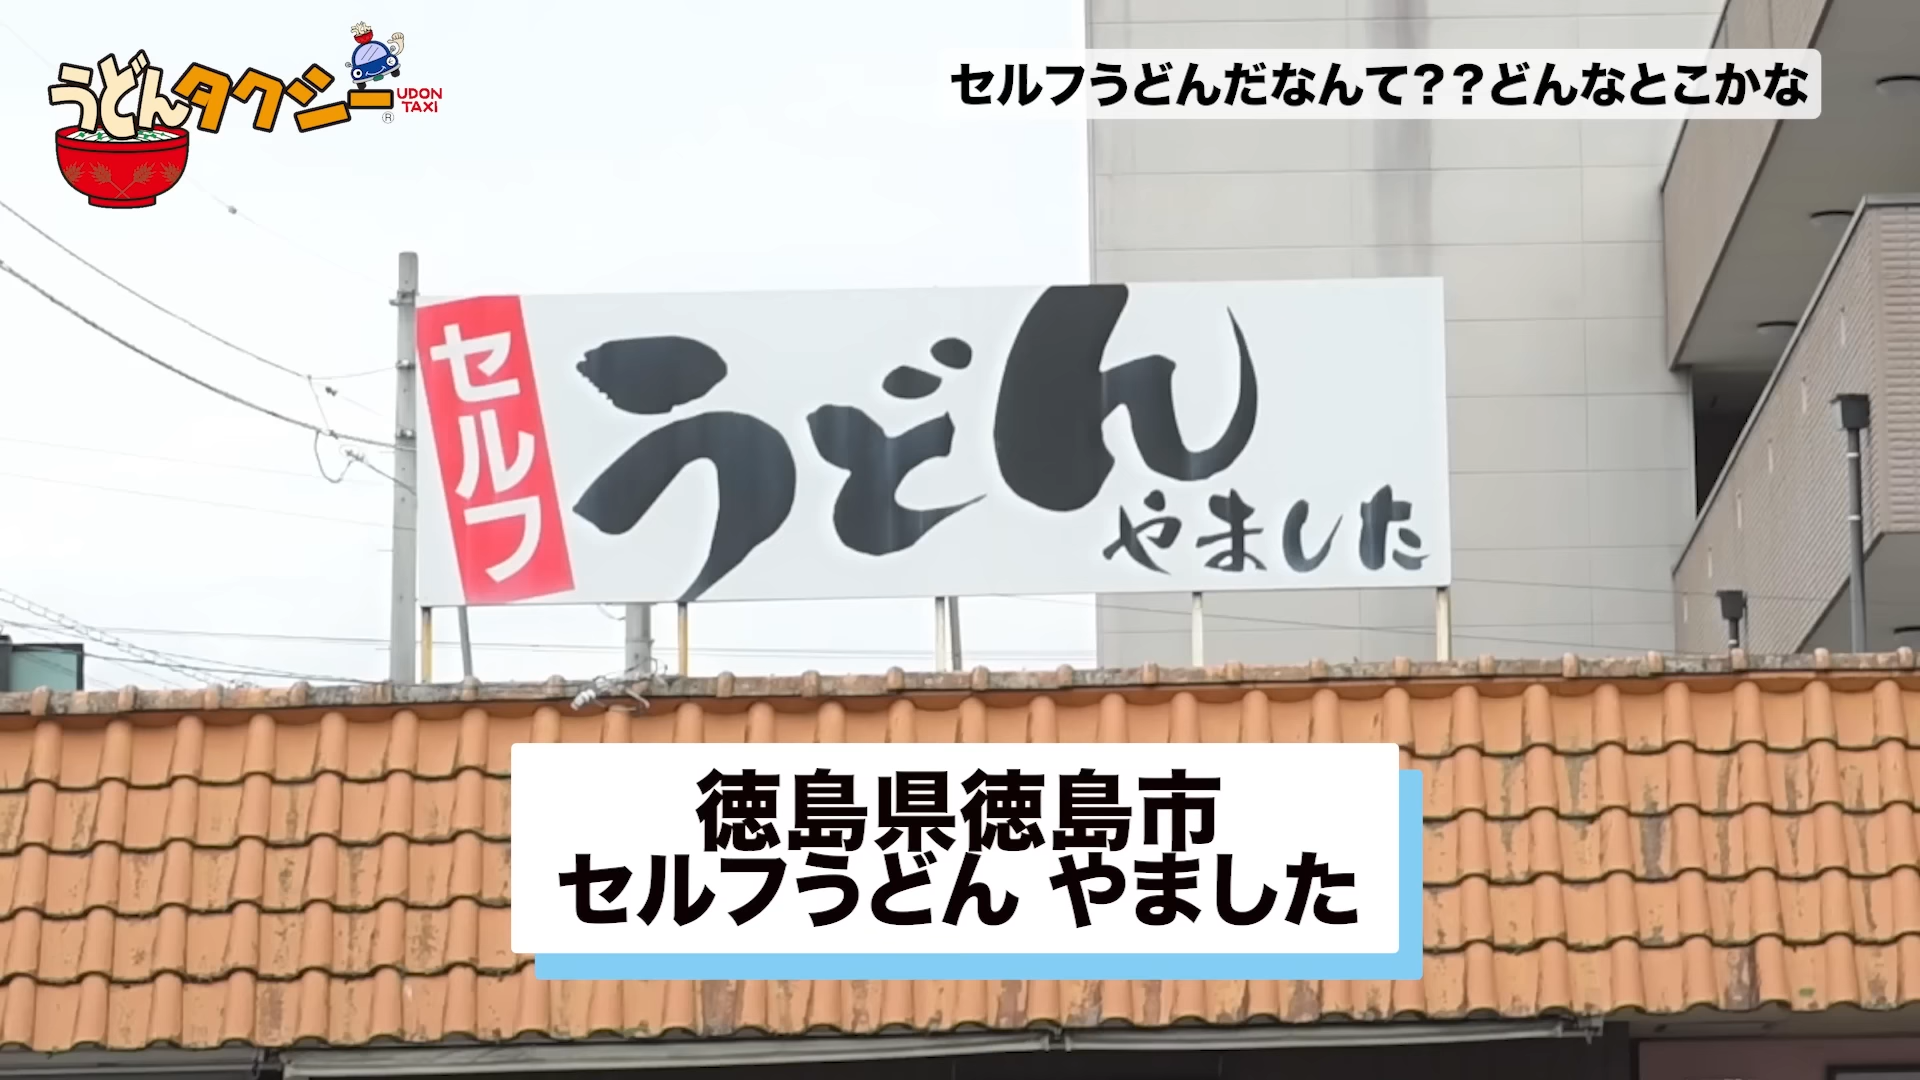 うどんタクシー
UDON
TAXI
®
セルフうどんだなんて??どんなとこかな
セルフ
うどん
やました
徳島県徳島市
セルフうどん やました